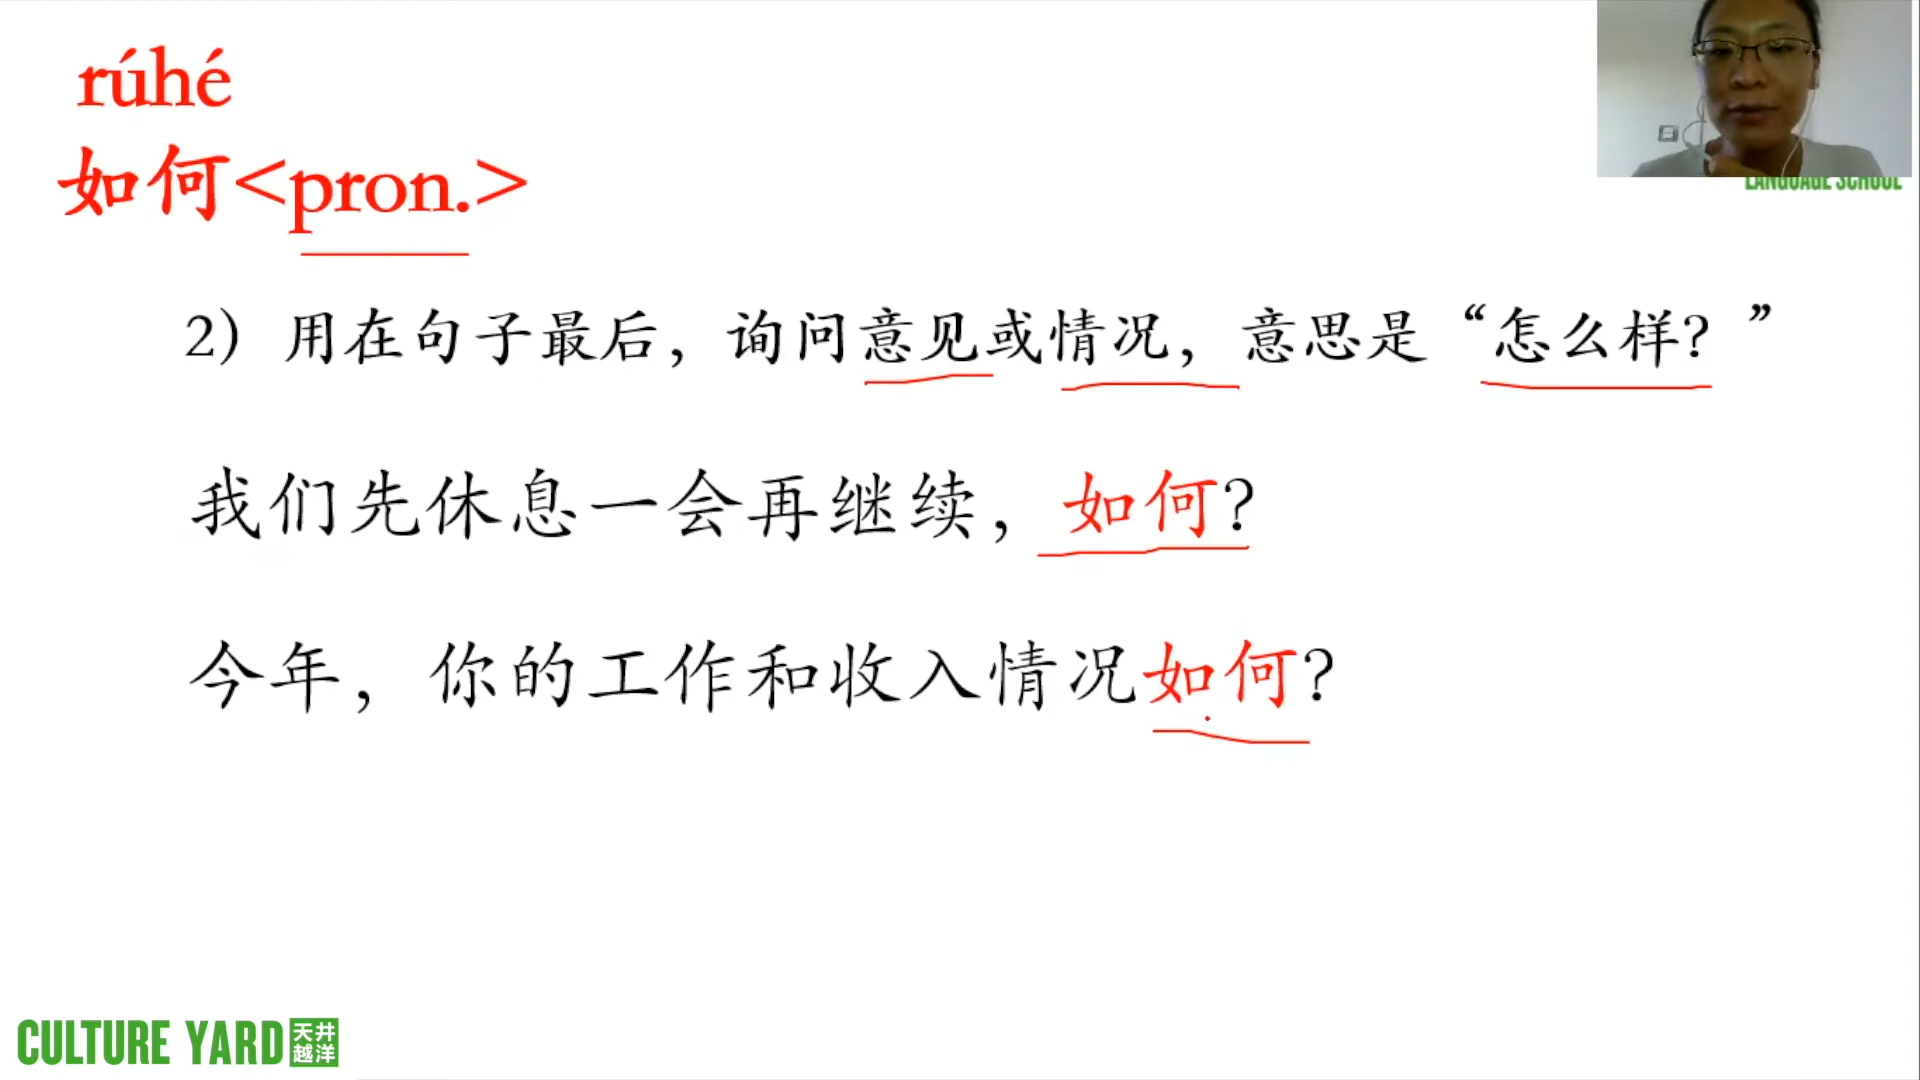 rúhé
如何<pron.>
LANGUAGE SCHOOL
2）用在句子最后，询问意见或情况，意思是“怎么样？”
我们先休息一会再继续，如何？
今年，你的工作和收入情况如何？
CULTURE YARD 天井越洋